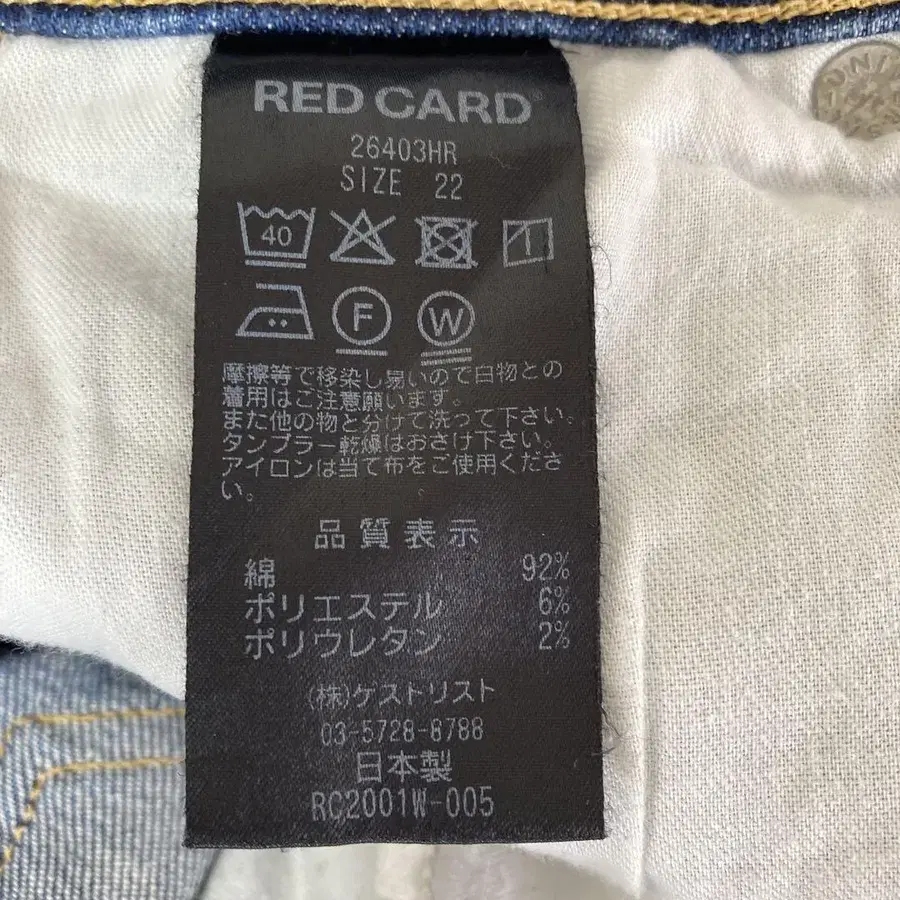 RED CARD
26403HR
SIZE 22
40
F W
摩擦等で移染し易いので白物との
着用はご注意願います。
また他の物と分けて洗って下さい。
タンブラー乾燥はおさけ下さい。
アイロンは当て布をご使用くださ
い。
品質表示
綿 92%
ポリエステル 6%
ポリウレタン 2%
(株)ゲストリスト
03-5728-8788
日本製
RC2001W-005